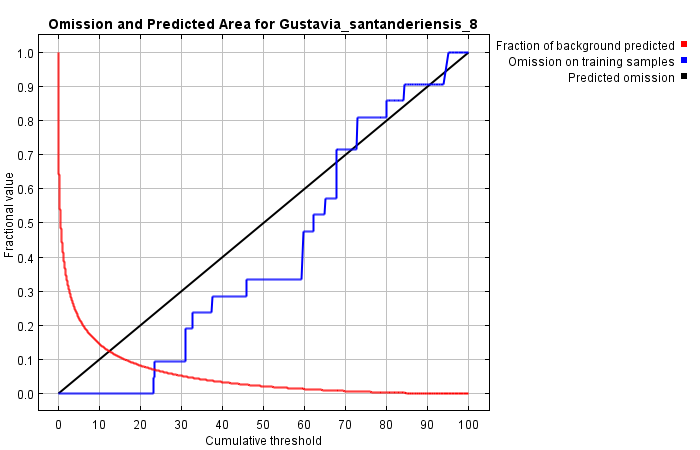 Omission and Predicted Area for Gustavia_santanderiensis_8
Fraction of background predicted
Omission on training samples
Predicted omission
Fractional value
1.0
0.9
0.8
0.7
0.6
0.5
0.4
0.3
0.2
0.1
0.0
0 10 20 30 40 50 60 70 80 90 100
Cumulative threshold